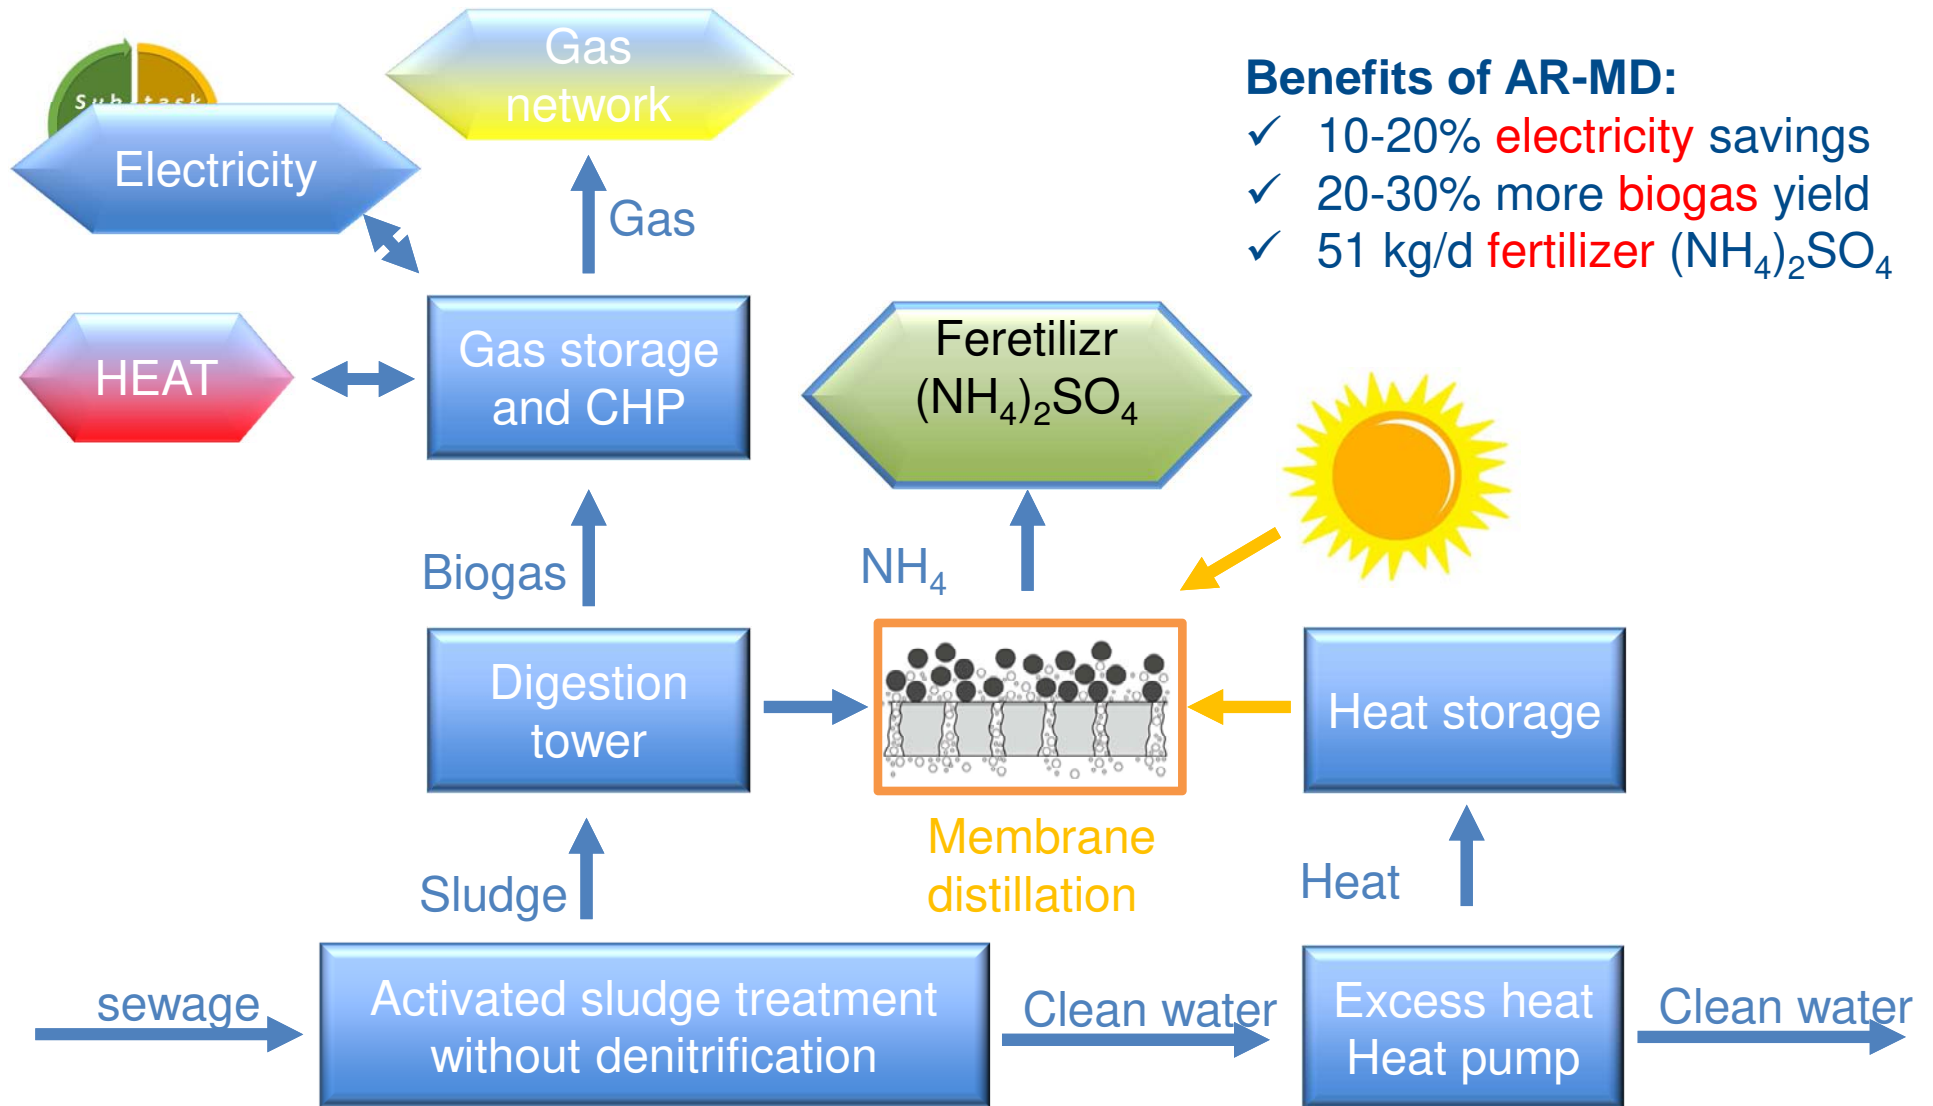 Gas
network
Sub task
Electricity
Gas
Benefits of AR-MD:
✓ 10-20% electricity savings
✓ 20-30% more biogas yield
✓ 51 kg/d fertilizer (NH₄)₂SO₄
HEAT
Gas storage
and CHP
Feretilizr
(NH₄)₂SO₄
Biogas
NH₄
Digestion
tower
Heat storage
Membrane
distillation
Sludge
Heat
sewage
Activated sludge treatment
without denitrification
Clean water
Excess heat
Heat pump
Clean water